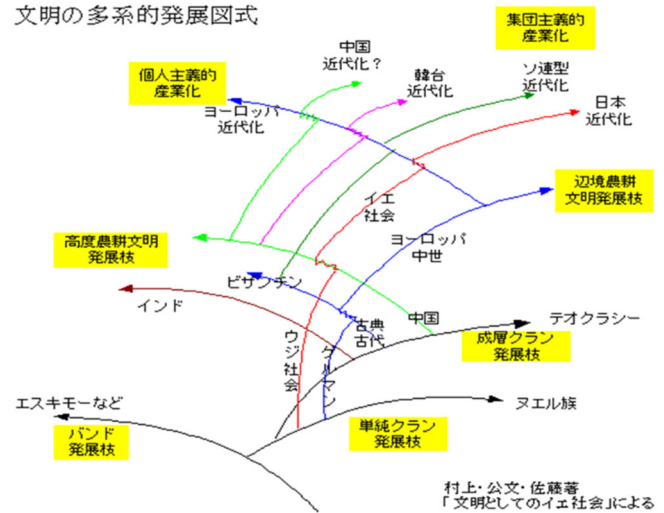 文明の多系的発展図式
集団主義的
産業化
中国
近代化?
個人主義的
産業化
韓台
近代化
ソ連型
近代化
日本
近代化
ヨーロッパ
近代化
辺境農耕
文明発展枝
イエ
社会
高度農耕文明
発展枝
ヨーロッパ
中世
ビザンチン
インド
中国
テオクラシー
古典
古代
成層クラン
発展枝
ウジ社会
ゲルマン
エスキモーなど
ヌエル族
バンド
発展枝
単純クラン
発展枝
村上・公文・佐藤著
「文明としてのイエ社会」による